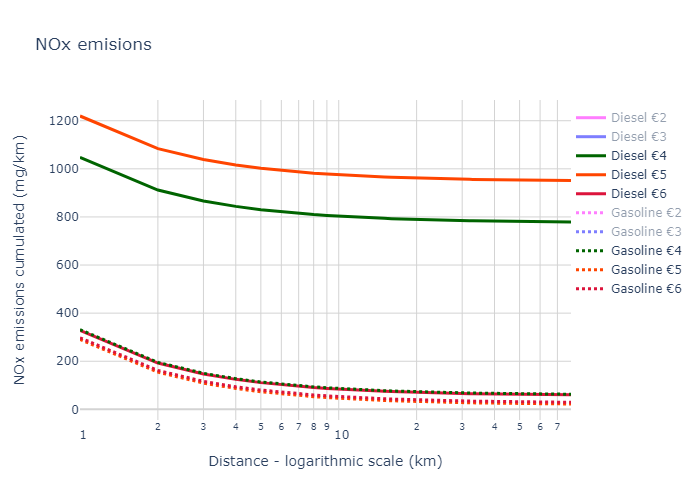 NOx emisions
NOx emissions cumulated (mg/km)
1200
1000
800
600
400
200
0
1 2 3 4 5 6 7 8 9 10 2 3 4 5 6 7
Distance - logarithmic scale (km)
Diesel €2
Diesel €3
Diesel €4
Diesel €5
Diesel €6
Gasoline €2
Gasoline €3
Gasoline €4
Gasoline €5
Gasoline €6